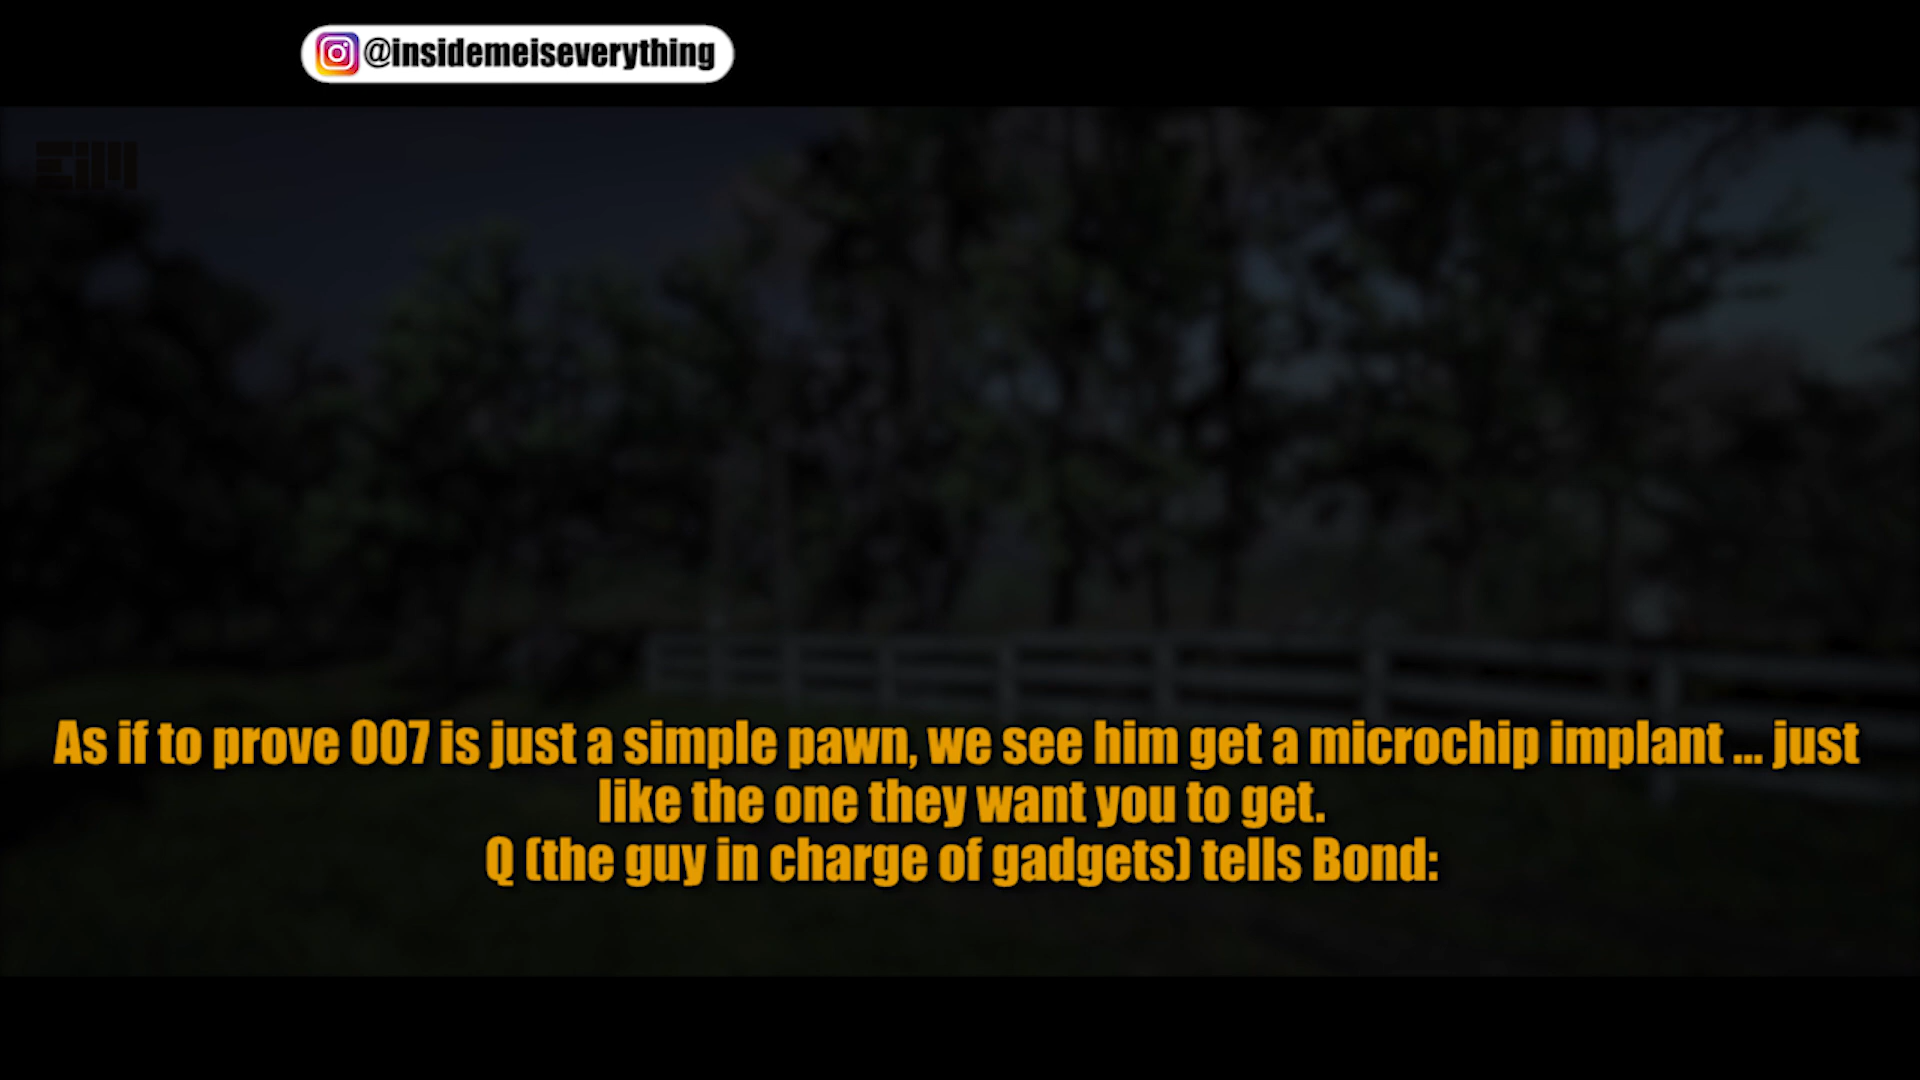 @insidemeiseverything
EiM
As if to prove 007 is just a simple pawn, we see him get a microchip implant ... just
like the one they want you to get.
Q (the guy in charge of gadgets) tells Bond: